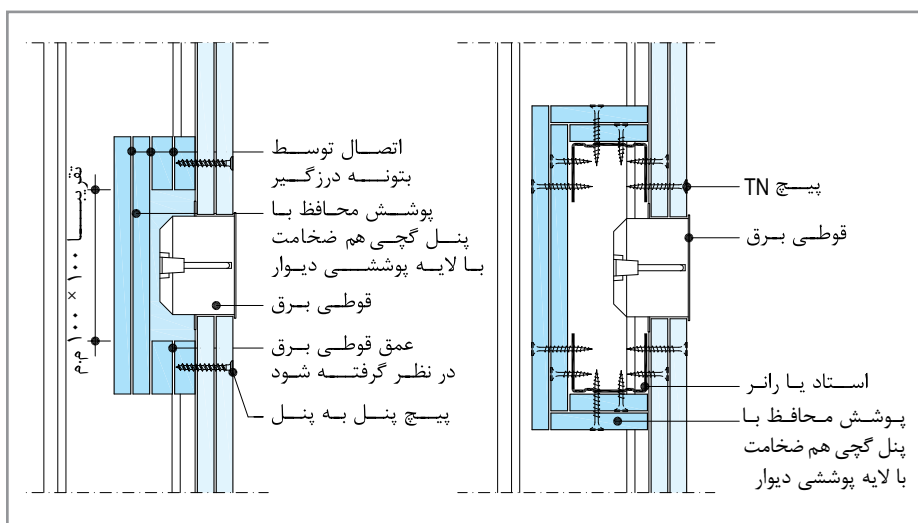 پیچ TN
قوطی برق
استاد یا رانر
پوشش محافظ با
پنل گچی هم ضخامت
با لایه پوششی دیوار
اتصال توسط
بتونه درزگیر
پوشش محافظ با
پنل گچی هم ضخامت
با لایه پوششی دیوار
قوطی برق
عمق قوطی برق
در نظر گرفته شود
پیچ پنل به پنل
تقریبا ۱۰۰ × ۱۰۰ م.م